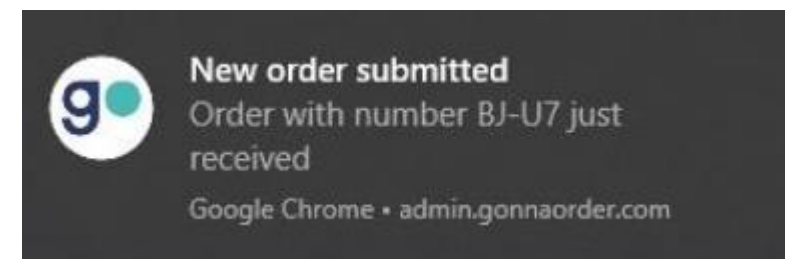 go
New order submitted
Order with number BJ-U7 just
received
Google Chrome • admin.gonnaorder.com